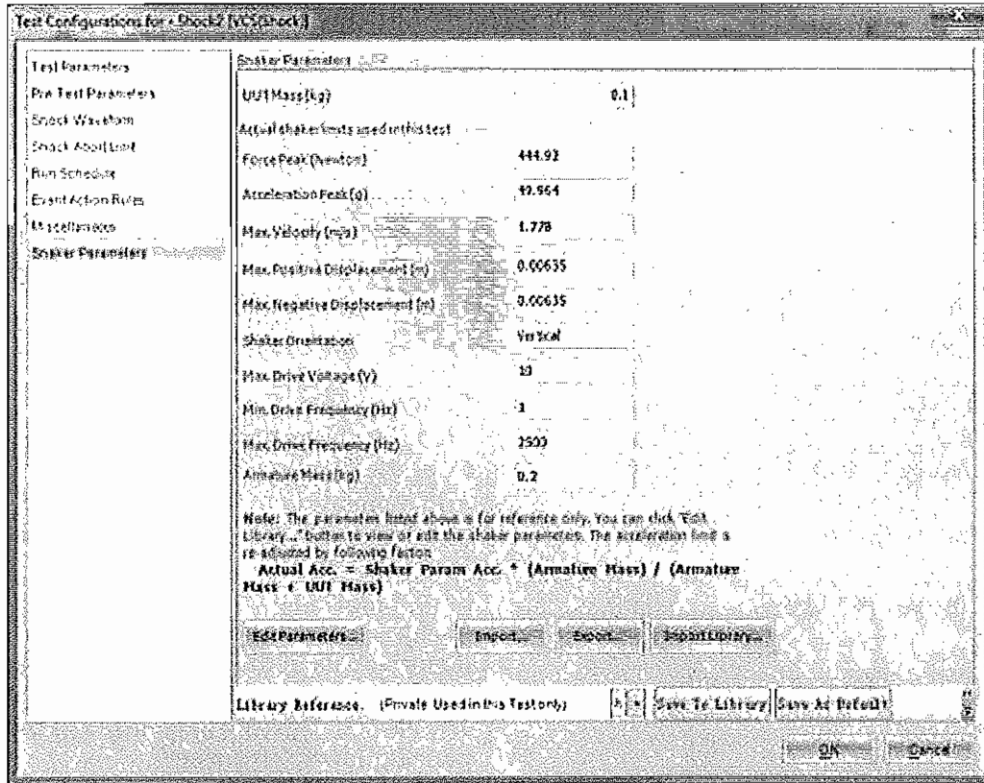 Test Configurations for • Shock2 [VCS(Shock)]
Test Parameters
Pre Test Parameters
Shock Waveform
Shock Abort Limit
Run Schedule
Event Action Rules
Miscellaneous
Shaker Parameters
Shaker Parameters
UUT Mass (kg) 0.1
Actual shaker limits used in this test
Force Peak (Newton) 444.92
Acceleration Peak (g)
Max. Velocity (m/s) 1.778
Max. Positive Displacement (m) 0.00635
Max. Negative Displacement (m) 0.00635
Shaker Orientation Vertical
Max. Drive Voltage (V) 10
Min. Drive Frequency (Hz)
Max. Drive Frequency (Hz) 2500
Armature Mass (kg) 0.2
Note: The parameter listed above is for reference only. You can click "Edit
Library..." button to view or edit the shaker parameters. The acceleration limit is
re-adjusted by following factor:
Actual Acc. = Shaker Param Acc. * (Armature Mass) / (Armature
Mass + UUT Mass)
Edit Parameters... Import... Export... Import Library...
Library Reference. (Private Used in this Test only) Save To Library Save As Default
OK Cancel